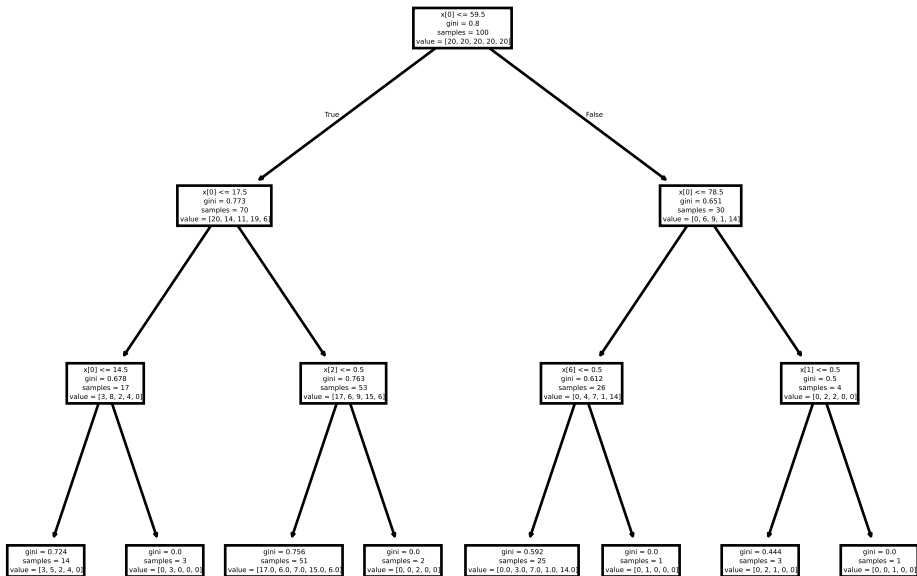 x[0] <= 59.5
gini = 0.8
samples = 100
value = [20, 20, 20, 20, 20]
True
False
x[0] <= 17.5
gini = 0.773
samples = 70
value = [20, 14, 11, 19, 6]
x[0] <= 78.5
gini = 0.651
samples = 30
value = [0, 6, 9, 1, 14]
x[0] <= 14.5
gini = 0.678
samples = 17
value = [3, 8, 2, 4, 0]
x[2] <= 0.5
gini = 0.763
samples = 53
value = [17, 6, 9, 15, 6]
x[6] <= 0.5
gini = 0.612
samples = 26
value = [0, 4, 7, 1, 14]
x[1] <= 0.5
gini = 0.5
samples = 4
value = [0, 2, 2, 0, 0]
gini = 0.724
samples = 14
value = [3, 5, 2, 4, 0]
gini = 0.0
samples = 3
value = [0, 3, 0, 0, 0]
gini = 0.756
samples = 51
value = [17.0, 6.0, 7.0, 15.0, 6.0]
gini = 0.0
samples = 2
value = [0, 0, 2, 0, 0]
gini = 0.592
samples = 25
value = [0.0, 3.0, 7.0, 1.0, 14.0]
gini = 0.0
samples = 1
value = [0, 1, 0, 0, 0]
gini = 0.444
samples = 3
value = [0, 2, 1, 0, 0]
gini = 0.0
samples = 1
value = [0, 0, 1, 0, 0]